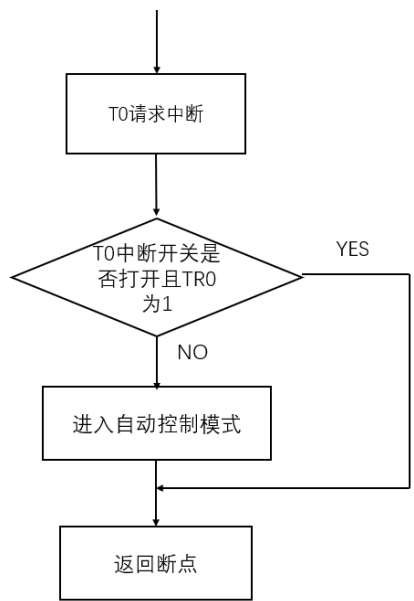 T0请求中断
T0中断开关是
否打开且TR0
为1
YES
NO
进入自动控制模式
返回断点